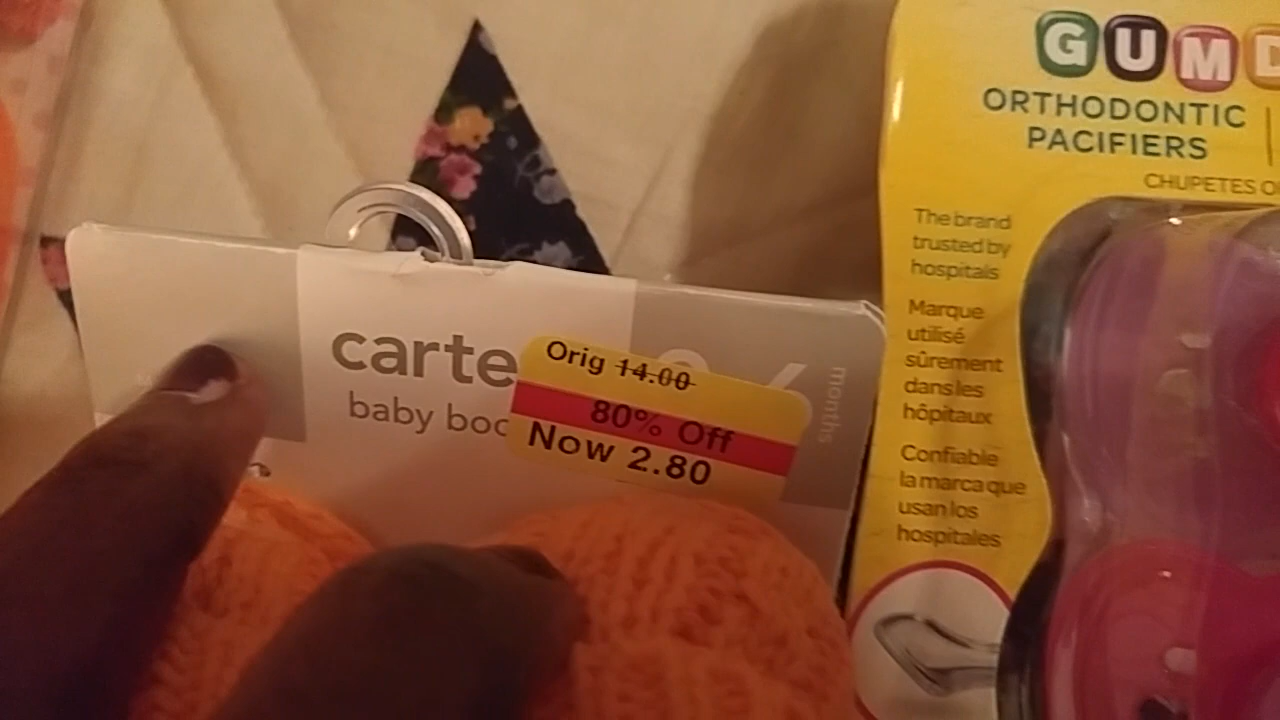 carte
baby boo
Orig 14.00
80% Off
Now 2.80
months
GUMD
ORTHODONTIC
PACIFIERS
CHUPETES O
The brand
trusted by
hospitals
Marque
utilisé
sûrement
dans les
hôpitaux
Confiable
la marca que
usan los
hospitales